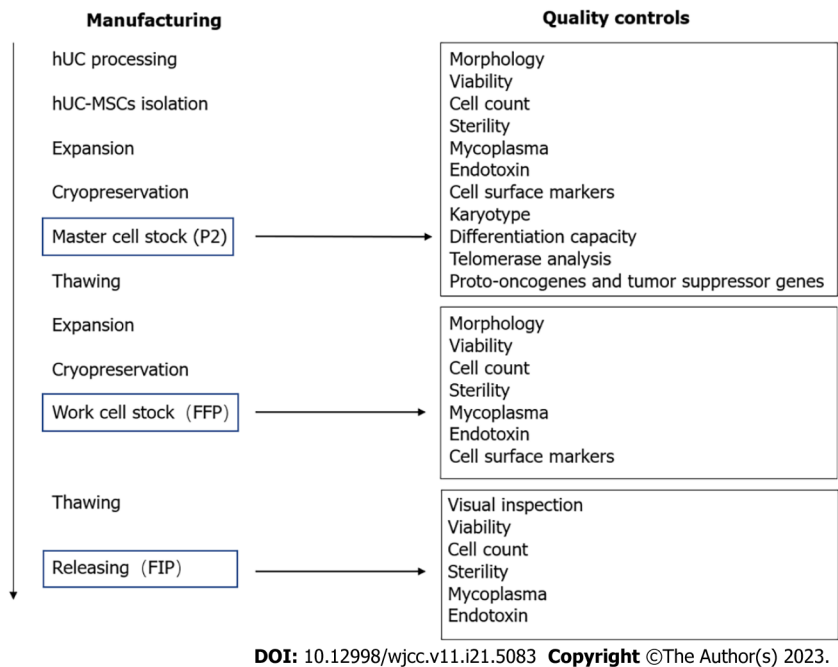 Manufacturing
hUC processing
hUC-MSCs isolation
Expansion
Cryopreservation
Master cell stock (P2)
Thawing
Expansion
Cryopreservation
Work cell stock (FFP)
Thawing
Releasing (FIP)
Quality controls
Morphology
Viability
Cell count
Sterility
Mycoplasma
Endotoxin
Cell surface markers
Karyotype
Differentiation capacity
Telomerase analysis
Proto-oncogenes and tumor suppressor genes
Morphology
Viability
Cell count
Sterility
Mycoplasma
Endotoxin
Cell surface markers
Visual inspection
Viability
Cell count
Sterility
Mycoplasma
Endotoxin
DOI: 10.12998/wjcc.v11.i21.5083 Copyright ©The Author(s) 2023.